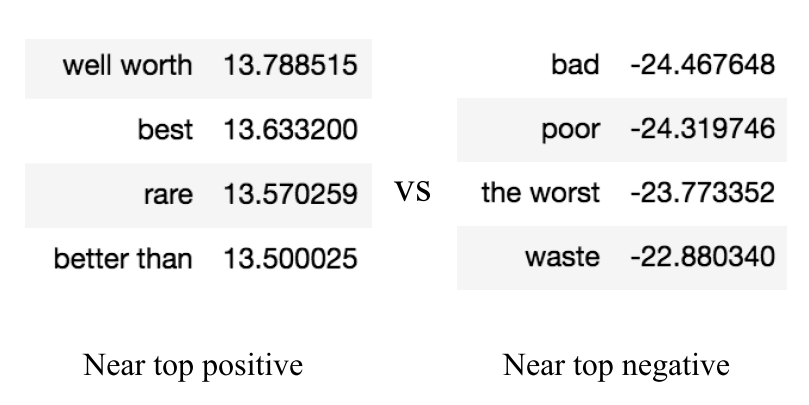 well worth 13.788515
best 13.633200
rare 13.570259
better than 13.500025
vs
bad -24.467648
poor -24.319746
the worst -23.773352
waste -22.880340
Near top positive
Near top negative